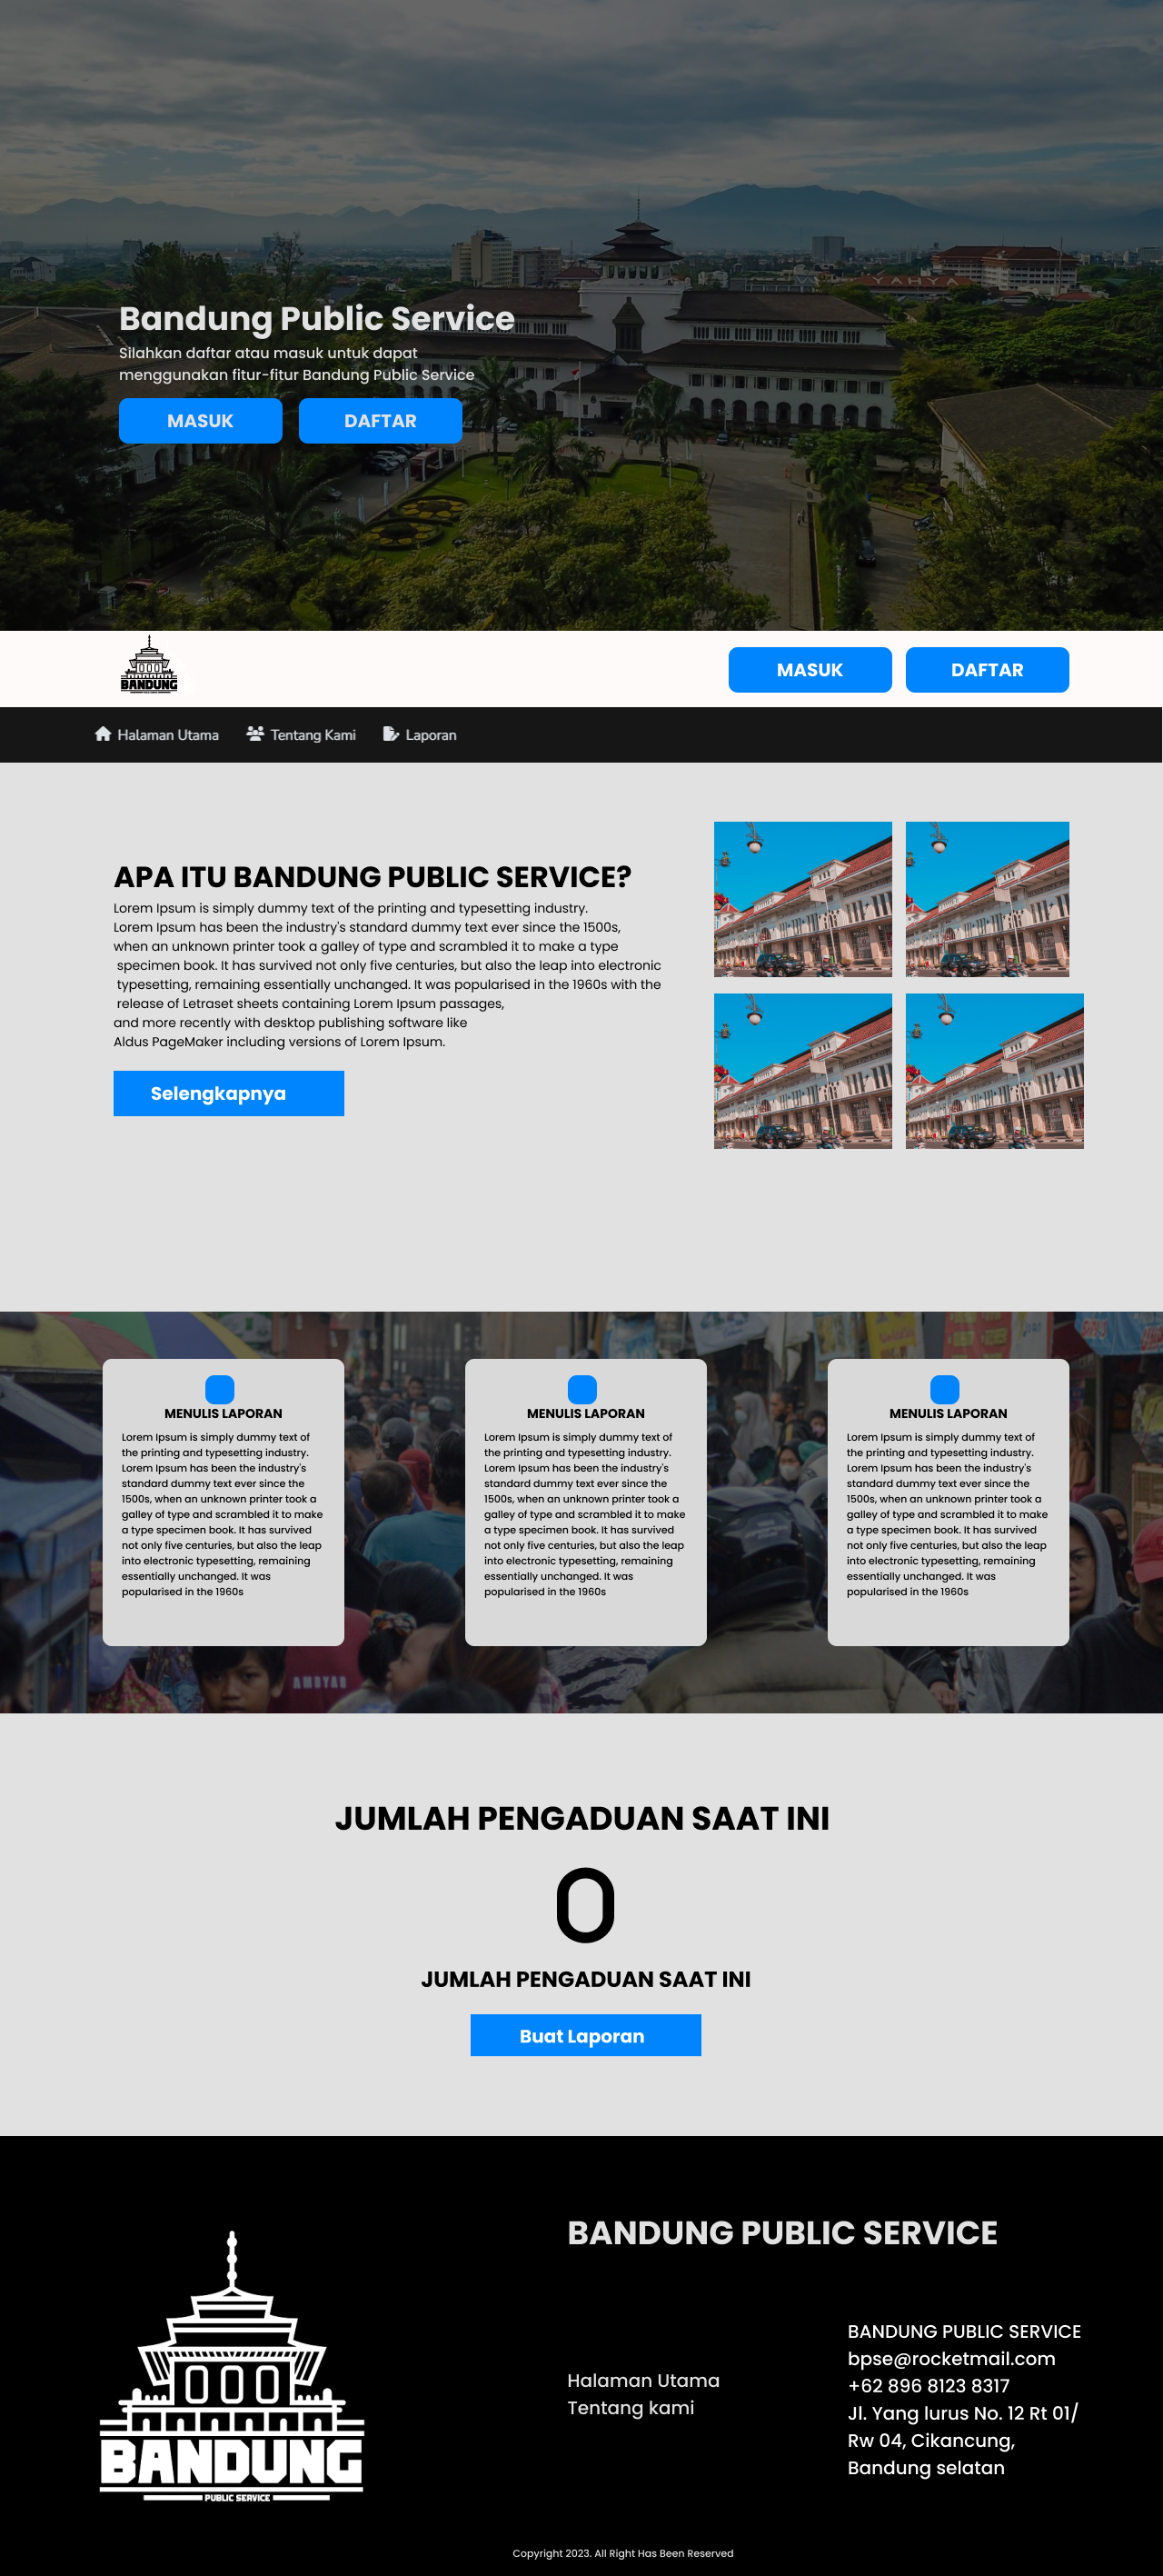 YAHYA
Bandung Public Service
Silahkan daftar atau masuk untuk dapat
menggunakan fitur-fitur Bandung Public Service
MASUK
DAFTAR
BANDUNG
MASUK
DAFTAR
Halaman Utama
Tentang Kami
Laporan
APA ITU BANDUNG PUBLIC SERVICE?
Lorem Ipsum is simply dummy text of the printing and typesetting industry.
Lorem Ipsum has been the industry's standard dummy text ever since the 1500s,
when an unknown printer took a galley of type and scrambled it to make a type
specimen book. It has survived not only five centuries, but also the leap into electronic
typesetting, remaining essentially unchanged. It was popularised in the 1960s with the
release of Letraset sheets containing Lorem Ipsum passages,
and more recently with desktop publishing software like
Aldus PageMaker including versions of Lorem Ipsum.
Selengkapnya
MENULIS LAPORAN
Lorem Ipsum is simply dummy text of
the printing and typesetting industry.
Lorem Ipsum has been the industry's
standard dummy text ever since the
1500s, when an unknown printer took a
galley of type and scrambled it to make
a type specimen book. It has survived
not only five centuries, but also the leap
into electronic typesetting, remaining
essentially unchanged. It was
popularised in the 1960s
MENULIS LAPORAN
Lorem Ipsum is simply dummy text of
the printing and typesetting industry.
Lorem Ipsum has been the industry's
standard dummy text ever since the
1500s, when an unknown printer took a
galley of type and scrambled it to make
a type specimen book. It has survived
not only five centuries, but also the leap
into electronic typesetting, remaining
essentially unchanged. It was
popularised in the 1960s
MENULIS LAPORAN
Lorem Ipsum is simply dummy text of
the printing and typesetting industry.
Lorem Ipsum has been the industry's
standard dummy text ever since the
1500s, when an unknown printer took a
galley of type and scrambled it to make
a type specimen book. It has survived
not only five centuries, but also the leap
into electronic typesetting, remaining
essentially unchanged. It was
popularised in the 1960s
AMBYAR
JUMLAH PENGADUAN SAAT INI
0
JUMLAH PENGADUAN SAAT INI
Buat Laporan
BANDUNG
PUBLIC SERVICE
BANDUNG PUBLIC SERVICE
Halaman Utama
Tentang kami
BANDUNG PUBLIC SERVICE
bpse@rocketmail.com
+62 896 8123 8317
Jl. Yang lurus No. 12 Rt 01/
Rw 04, Cikancung,
Bandung selatan
Copyright 2023. All Right Has Been Reserved